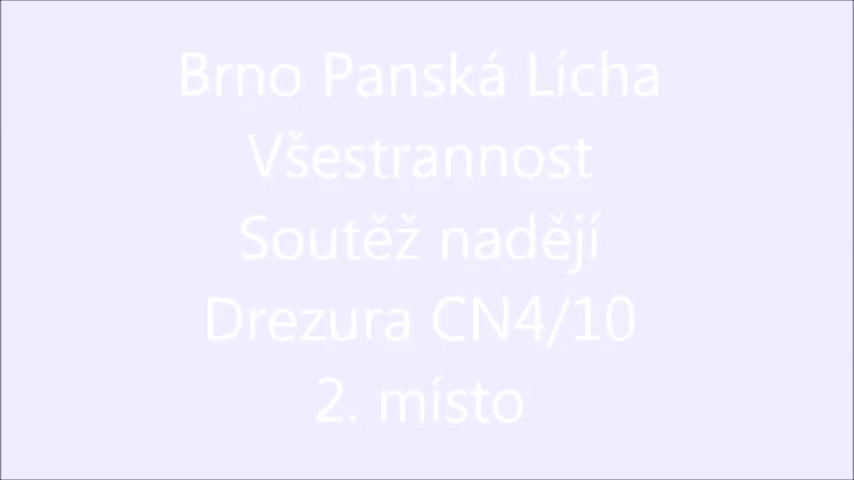 Brno Panská Lícha
Všestrannost
Soutěž nadějí
Drezura CN4/10
2. místo